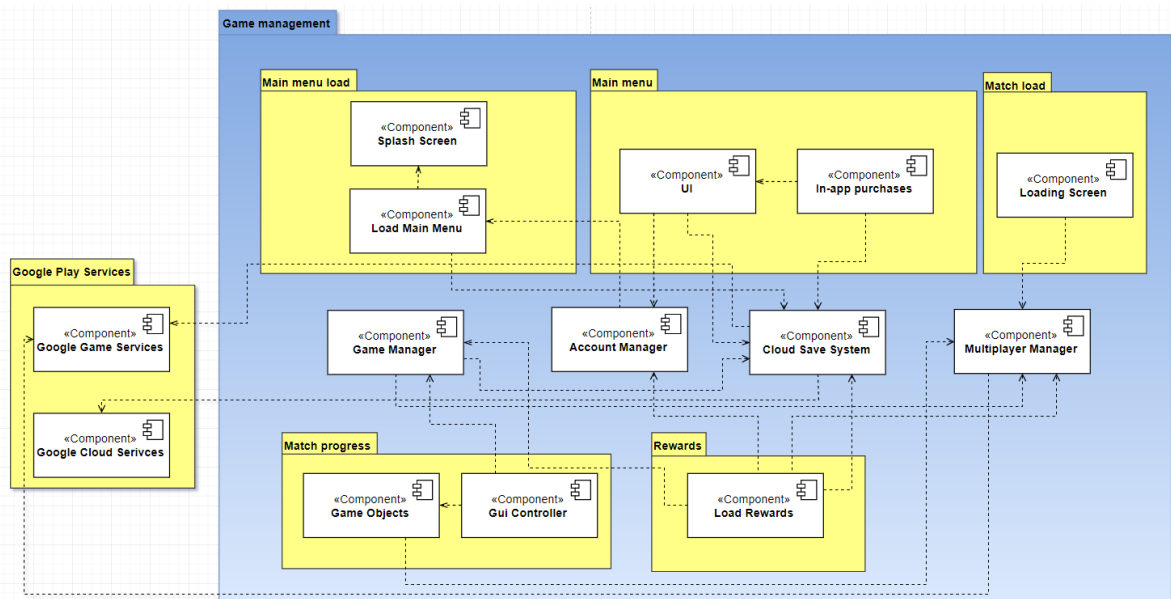 Game management
Main menu load
Main menu
Match load
«Component»
Splash Screen
«Component»
UI
«Component»
In-app purchases
«Component»
Loading Screen
«Component»
Load Main Menu
Google Play Services
«Component»
Google Game Services
«Component»
Game Manager
«Component»
Account Manager
«Component»
Cloud Save System
«Component»
Multiplayer Manager
«Component»
Google Cloud Serivces
Match progress
Rewards
«Component»
Game Objects
«Component»
Gui Controller
«Component»
Load Rewards